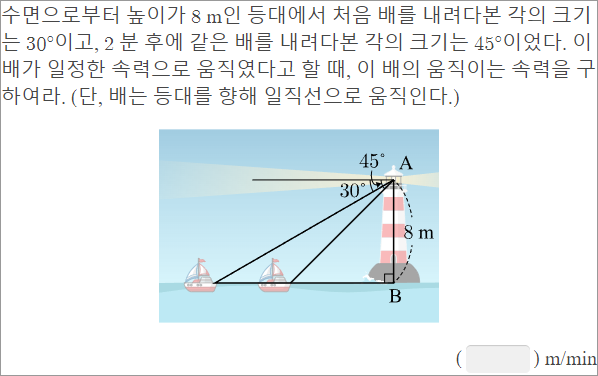 수면으로부터 높이가 8 m인 등대에서 처음 배를 내려다본 각의 크기
는 30°이고, 2 분 후에 같은 배를 내려다본 각의 크기는 45°이었다. 이
배가 일정한 속력으로 움직였다고 할 때, 이 배의 움직이는 속력을 구
하여라. (단, 배는 등대를 향해 일직선으로 움직인다.)
45°
A
30°
8 m
B
( ) m/min